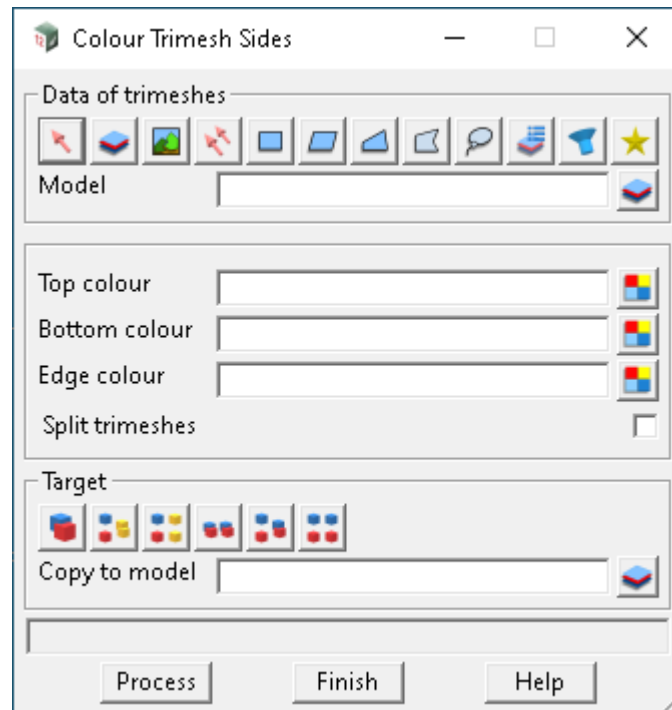 Colour Trimesh Sides
Data of trimeshes
Model
Top colour
Bottom colour
Edge colour
Split trimeshes
Target
Copy to model
Process Finish Help